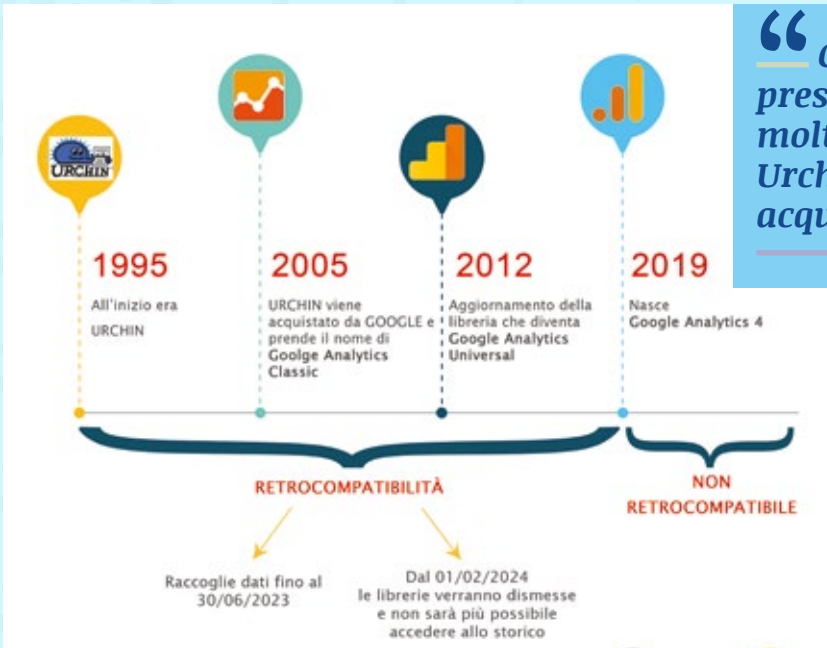 URCHIN
1995
All'inizio era
URCHIN
2005
URCHIN viene
acquistato da GOOGLE e
prende il nome di
Goolge Analytics
Classic
2012
Aggiornamento della
libreria che diventa
Google Analytics
Universal
2019
Nasce
Google Analytics 4
RETROCOMPATIBILITÀ
NON
RETROCOMPATIBILE
Raccoglie dati fino al
30/06/2023
Dal 01/02/2024
le librerie verranno dismesse
e non sarà più possibile
accedere allo storico
“
pres
molt
Urch
acqu